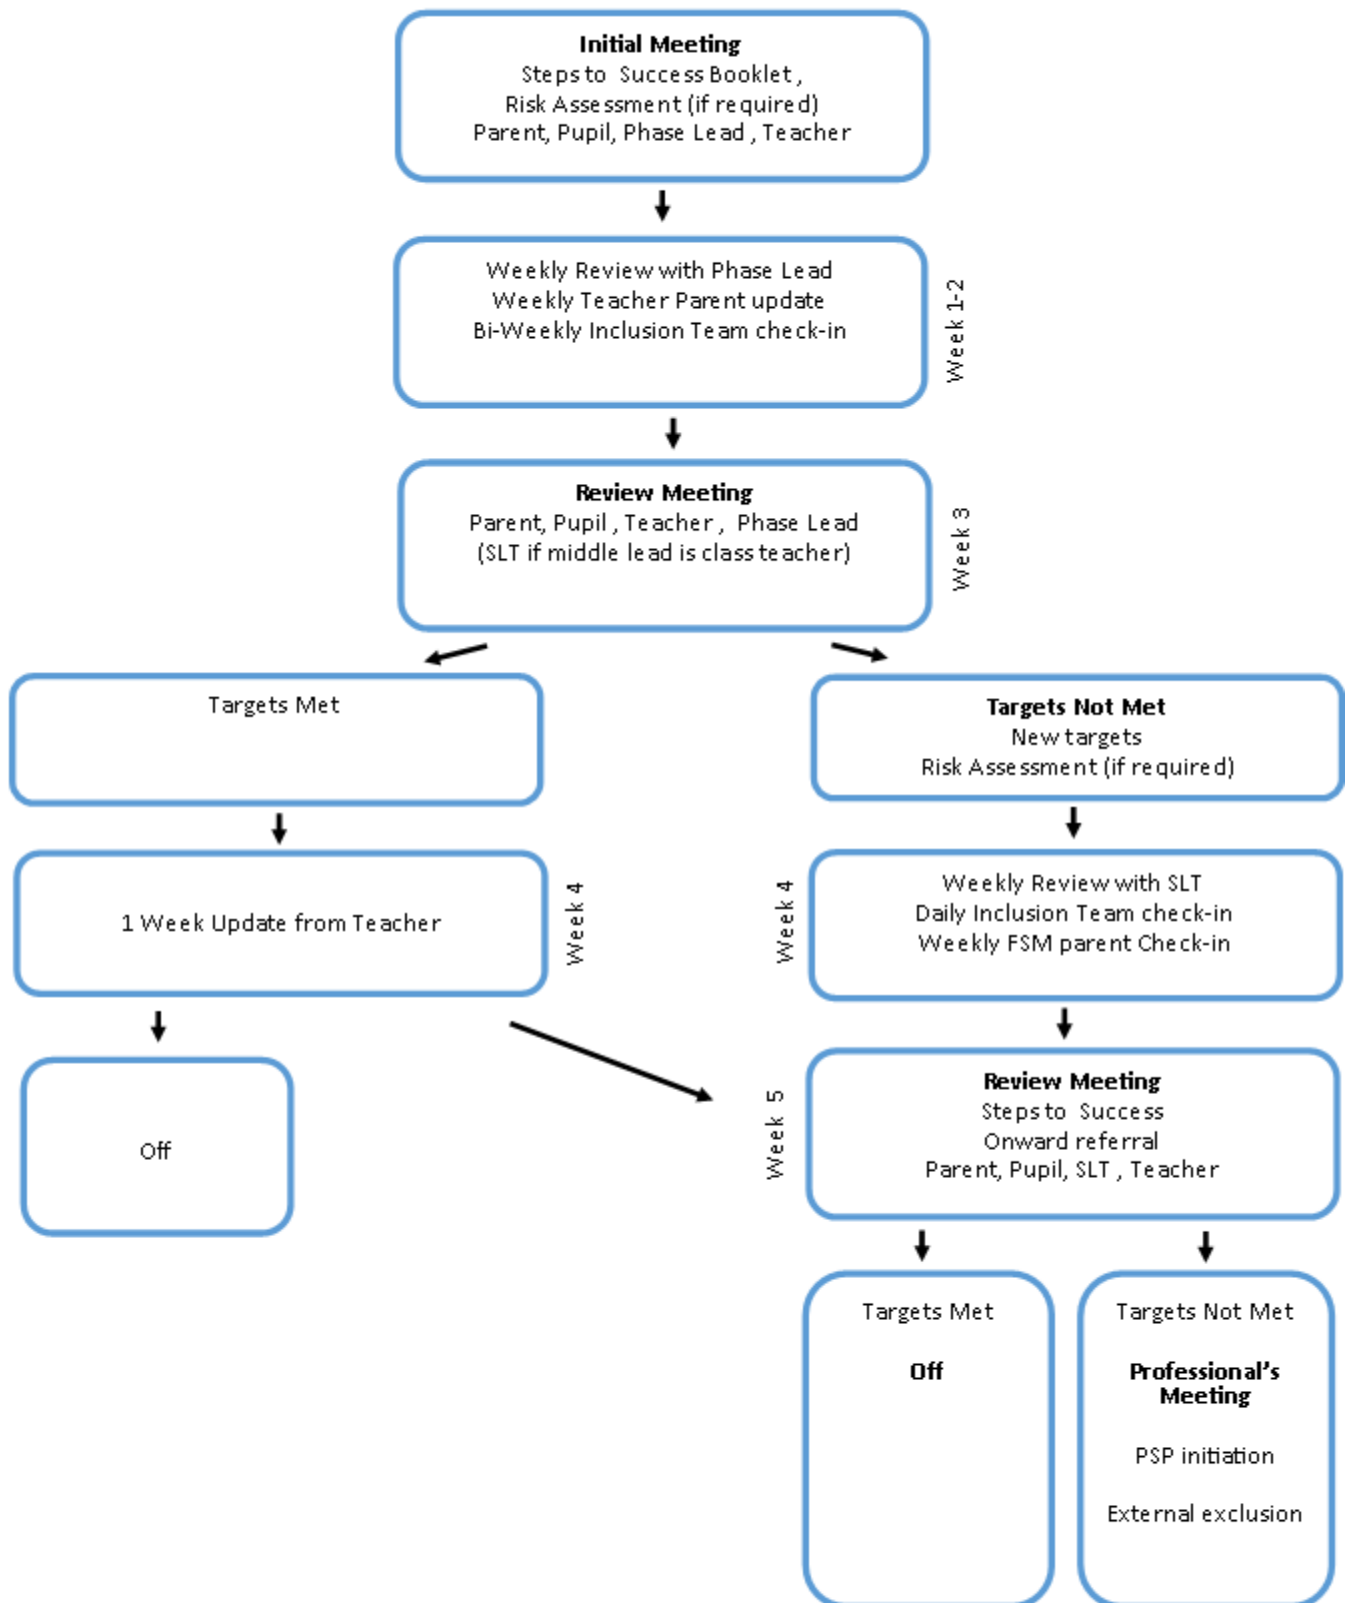 Initial Meeting
Steps to Success Booklet ,
Risk Assessment (if required)
Parent, Pupil, Phase Lead , Teacher
Weekly Review with Phase Lead
Weekly Teacher Parent update
Bi-Weekly Inclusion Team check-in
Week 1-2
Review Meeting
Parent, Pupil , Teacher , Phase Lead
(SLT if middle lead is class teacher)
Week 3
Targets Met
Targets Not Met
New targets
Risk Assessment (if required)
1 Week Update from Teacher
Week 4
Week 4
Weekly Review with SLT
Daily Inclusion Team check-in
Weekly FSM parent Check-in
Off
Week 5
Review Meeting
Steps to Success
Onward referral
Parent, Pupil, SLT , Teacher
Targets Met
Off
Targets Not Met
Professional's
Meeting
PSP initiation
External exclusion